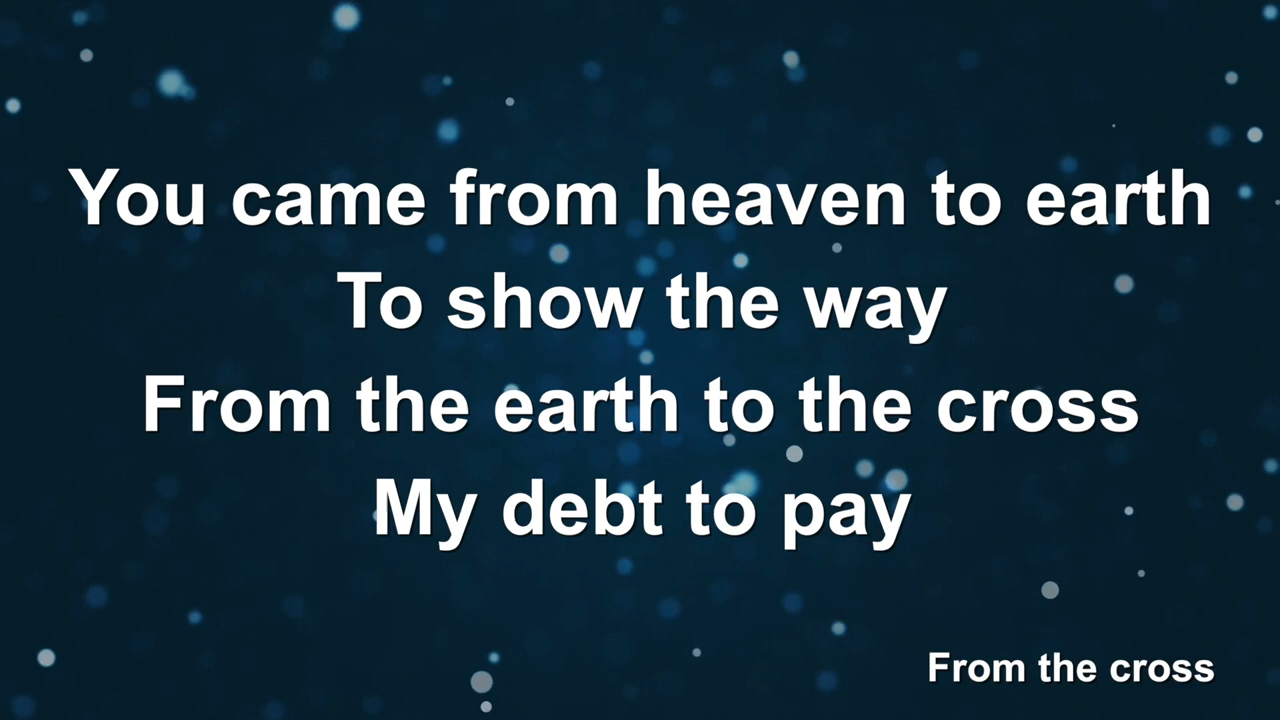 You came from heaven to earth
To show the way
From the earth to the cross
My debt to pay
From the cross